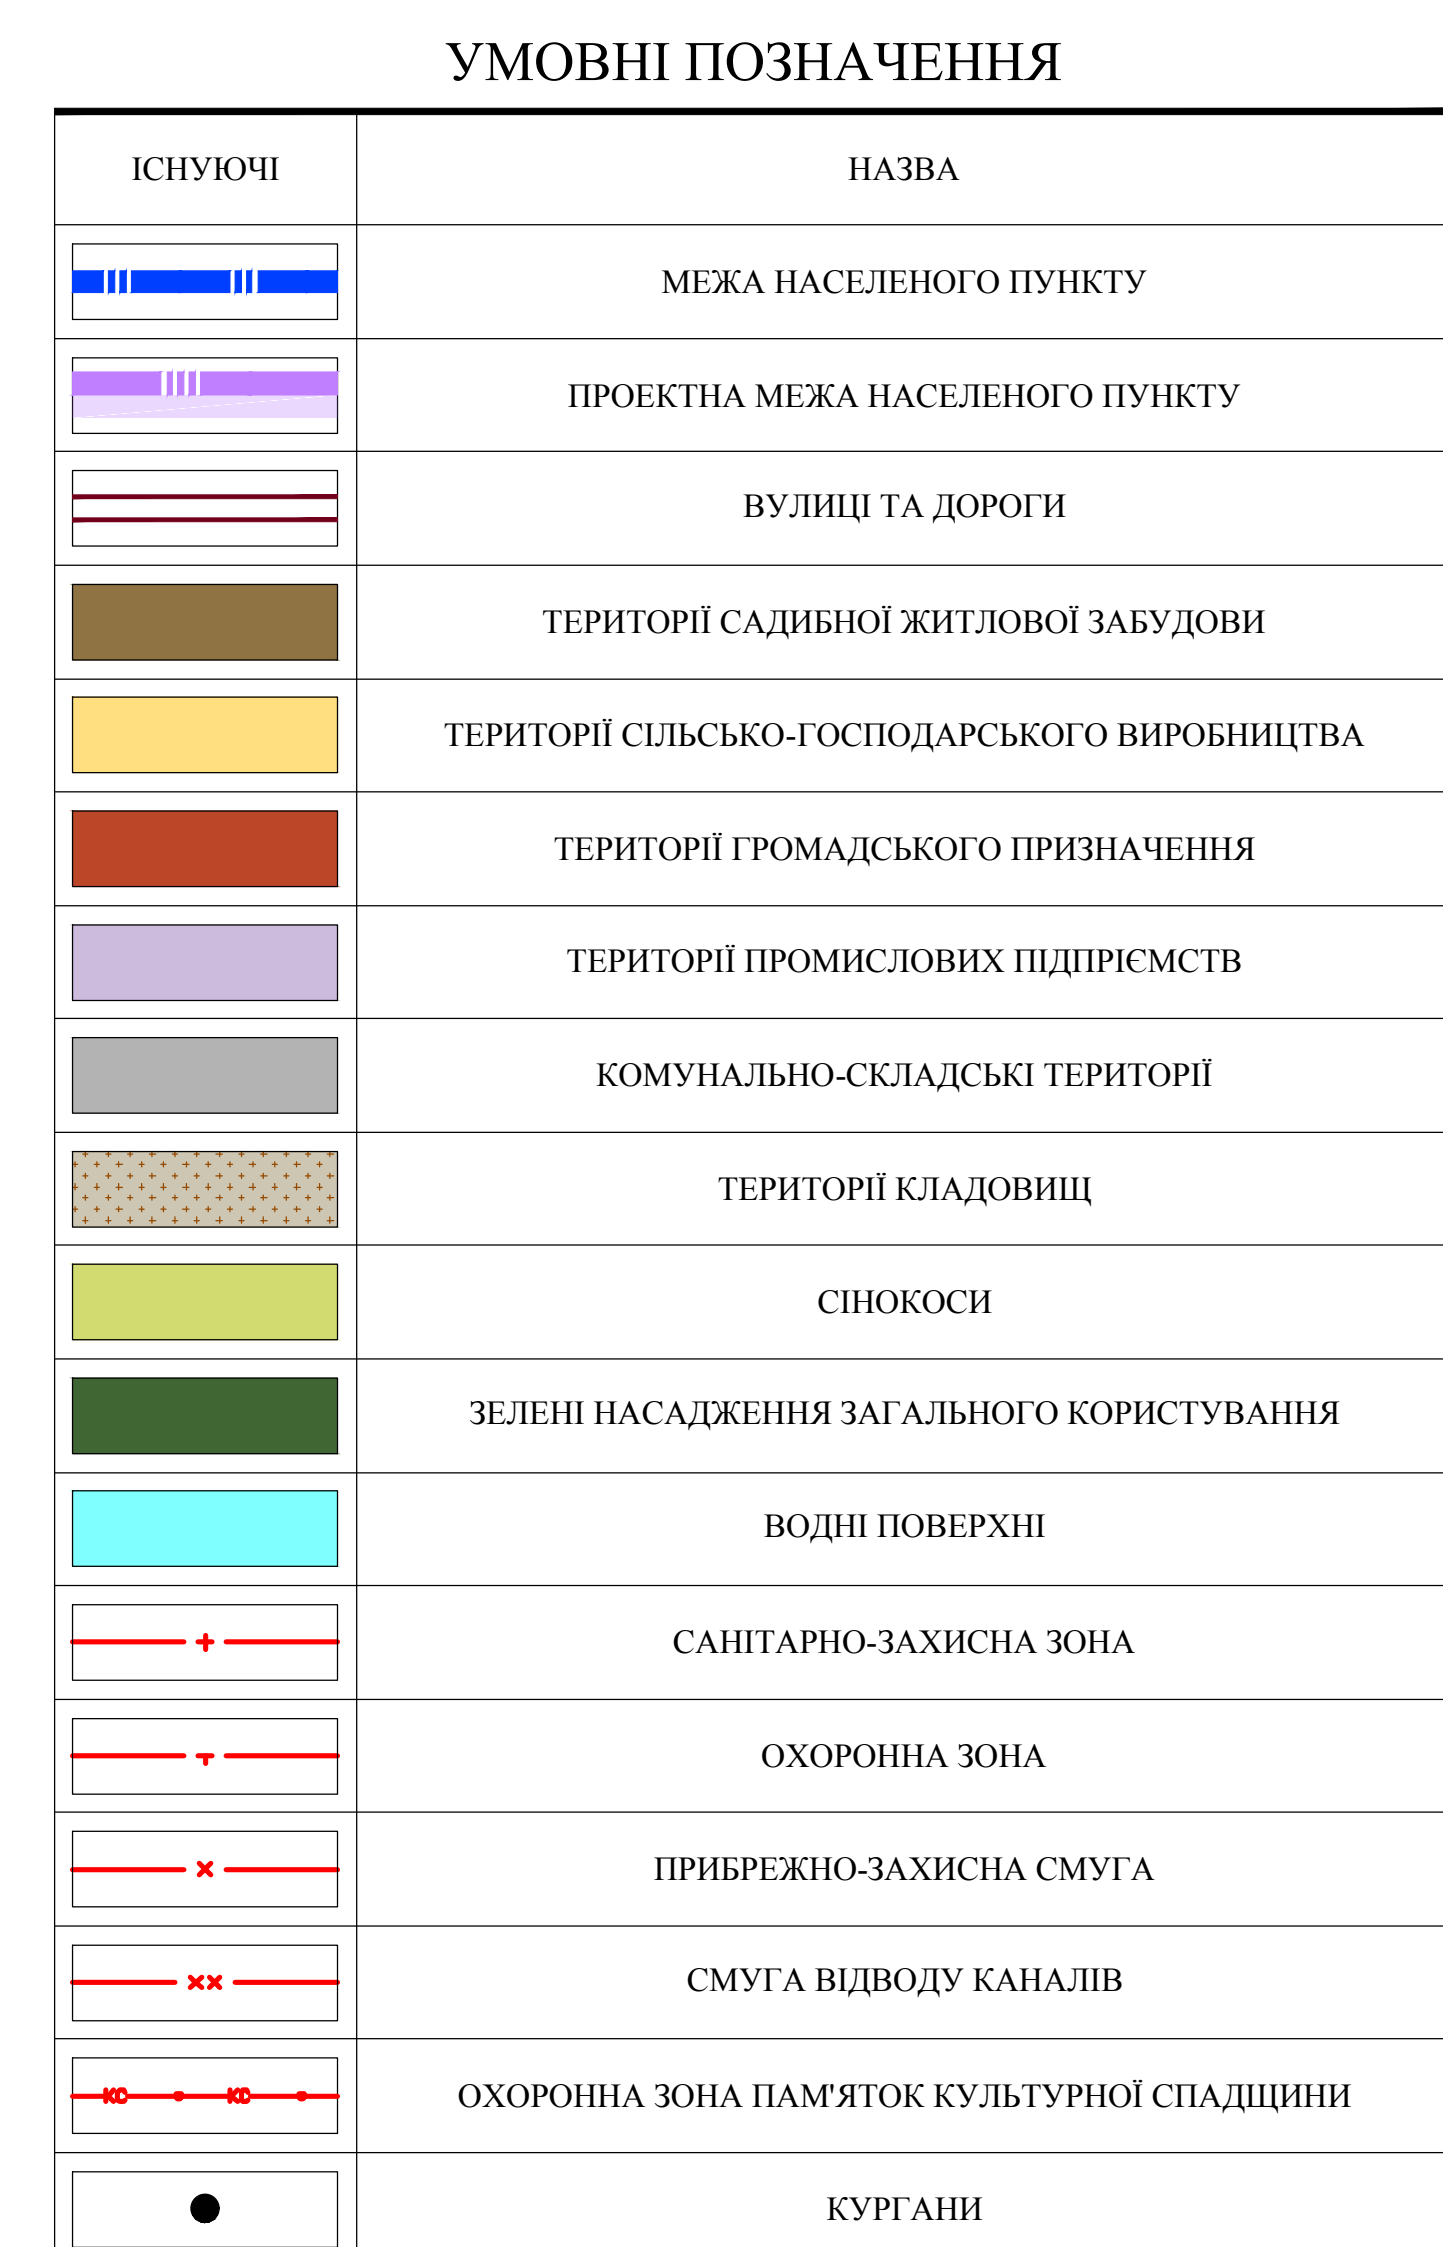 УМОВНІ ПОЗНАЧЕННЯ
ІСНУЮЧІ НАЗВА
МЕЖА НАСЕЛЕНОГО ПУНКТУ
ПРОЕКТНА МЕЖА НАСЕЛЕНОГО ПУНКТУ
ВУЛИЦІ ТА ДОРОГИ
ТЕРИТОРІЇ САДИБНОЇ ЖИТЛОВОЇ ЗАБУДОВИ
ТЕРИТОРІЇ СІЛЬСЬКО-ГОСПОДАРСЬКОГО ВИРОБНИЦТВА
ТЕРИТОРІЇ ГРОМАДСЬКОГО ПРИЗНАЧЕННЯ
ТЕРИТОРІЇ ПРОМИСЛОВИХ ПІДПРІЄМСТВ
КОМУНАЛЬНО-СКЛАДСЬКІ ТЕРИТОРІЇ
ТЕРИТОРІЇ КЛАДОВИЩ
СІНОКОСИ
ЗЕЛЕНІ НАСАДЖЕННЯ ЗАГАЛЬНОГО КОРИСТУВАННЯ
ВОДНІ ПОВЕРХНІ
САНІТАРНО-ЗАХИСНА ЗОНА
ОХОРОННА ЗОНА
ПРИБРЕЖНО-ЗАХИСНА СМУГА
СМУГА ВІДВОДУ КАНАЛІВ
КС КС ОХОРОННА ЗОНА ПАМ'ЯТОК КУЛЬТУРНОЇ СПАДЩИНИ
КУРГАНИ